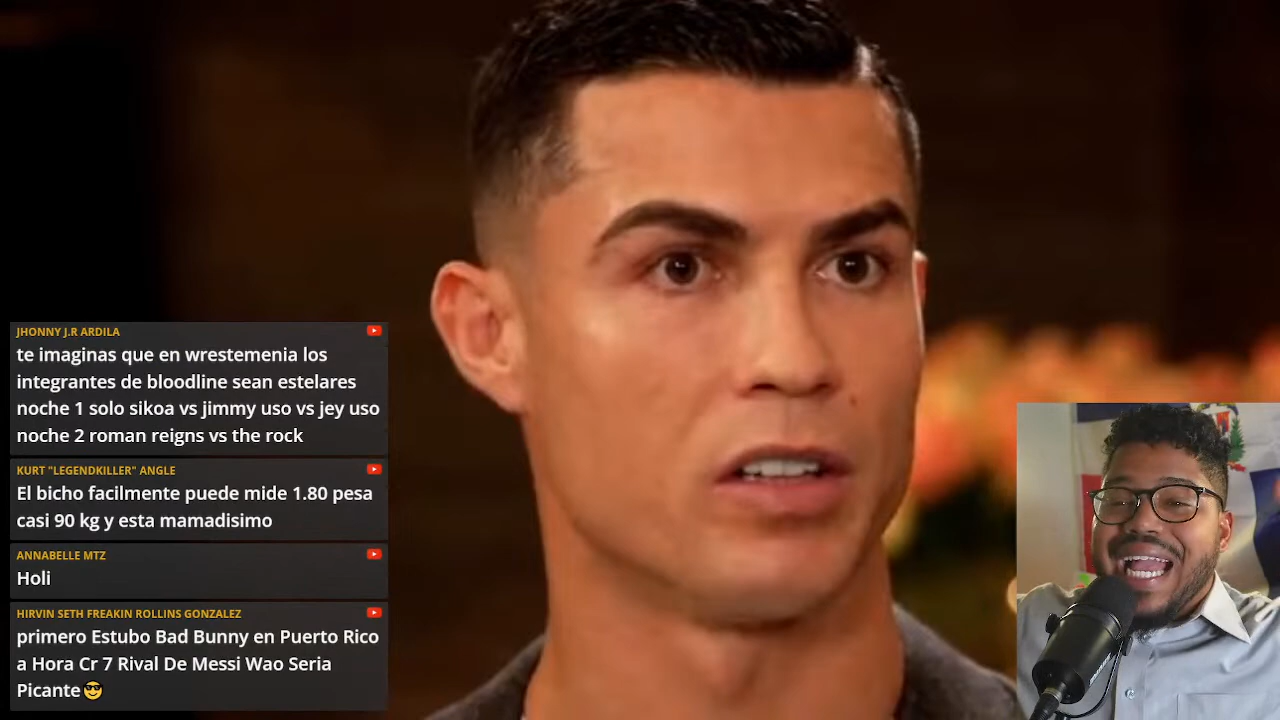 JHONNY J.R ARDILA
te imaginas que en wrestemenia los
integrantes de bloodline sean estelares
noche 1 solo sikoa vs jimmy uso vs jey uso
noche 2 roman reigns vs the rock
KURT "LEGENDKILLER" ANGLE
El bicho facilmente puede mide 1.80 pesa
casi 90 kg y esta mamadisimo
ANNABELLE MTZ
Holi
HIRVIN SETH FREAKIN ROLLINS GONZALEZ
primero Estubo Bad Bunny en Puerto Rico
a Hora Cr 7 Rival De Messi Wao Seria
Picante😎